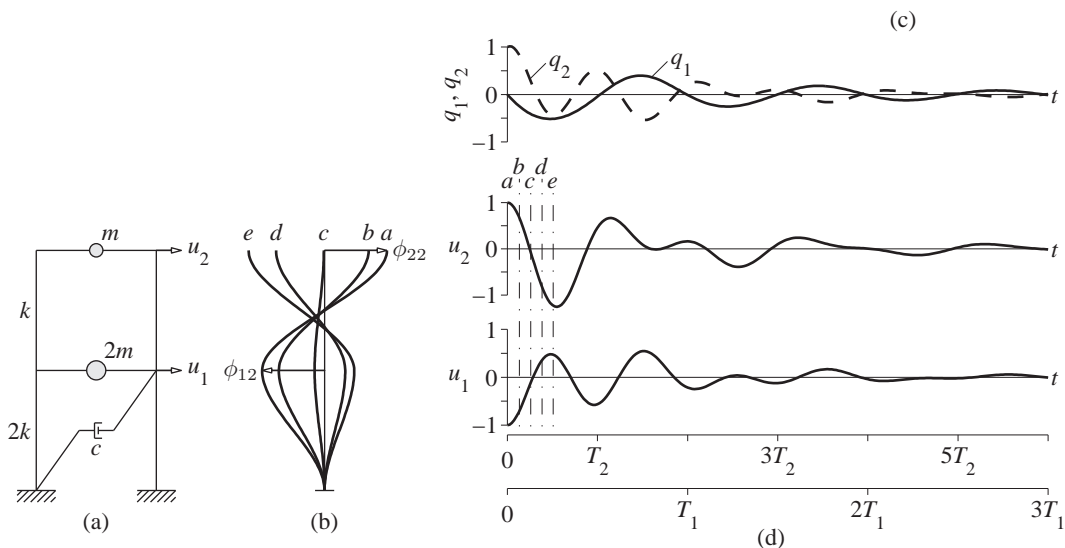 (c)
q1, q2
1
0
−1
q2
q1
t
b d
a c e
u2
1
0
−1
t
u1
1
0
−1
t
0 T2 3T2 5T2
0 T1 2T1 3T1
(d)
m
u2
k
2m
u1
2k
c
(a)
e d c b a
ϕ22
ϕ12
(b)